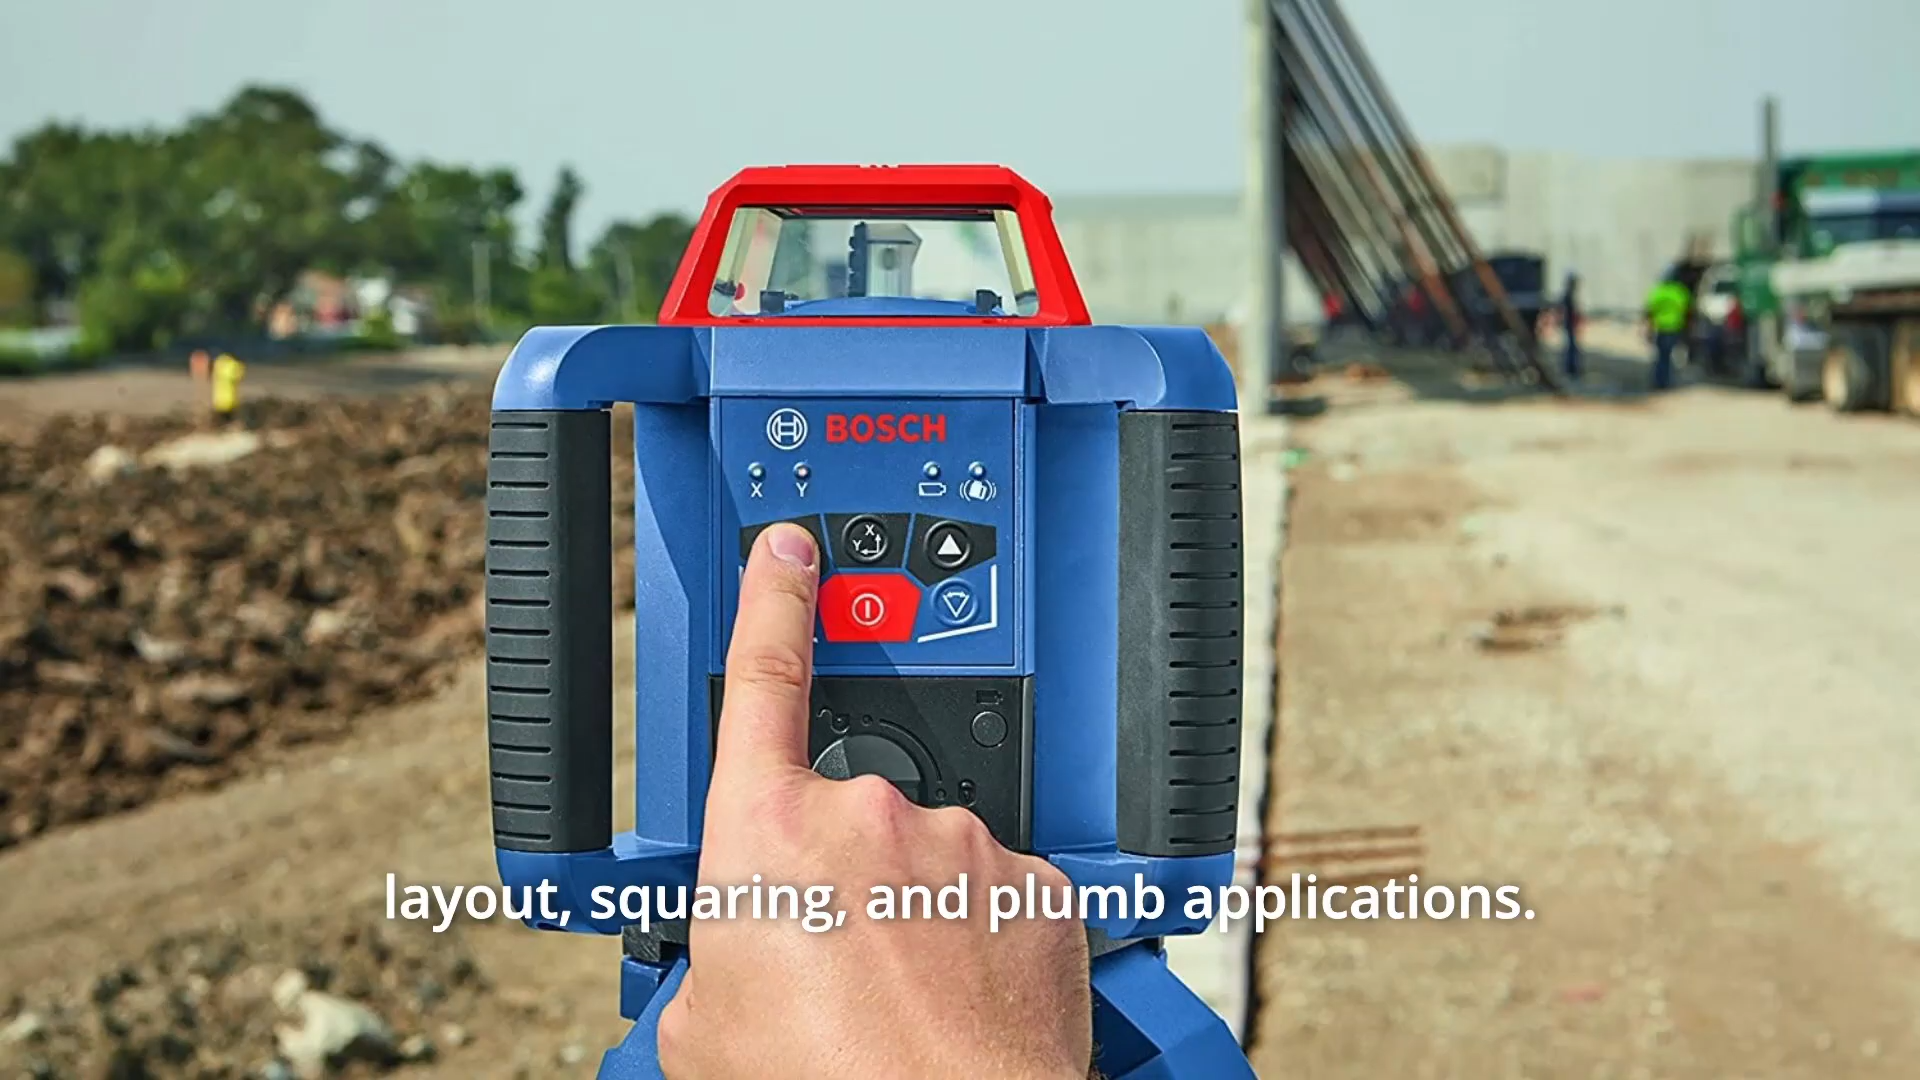 BOSCH
X Y
X
Y
layout, squaring, and plumb applications.